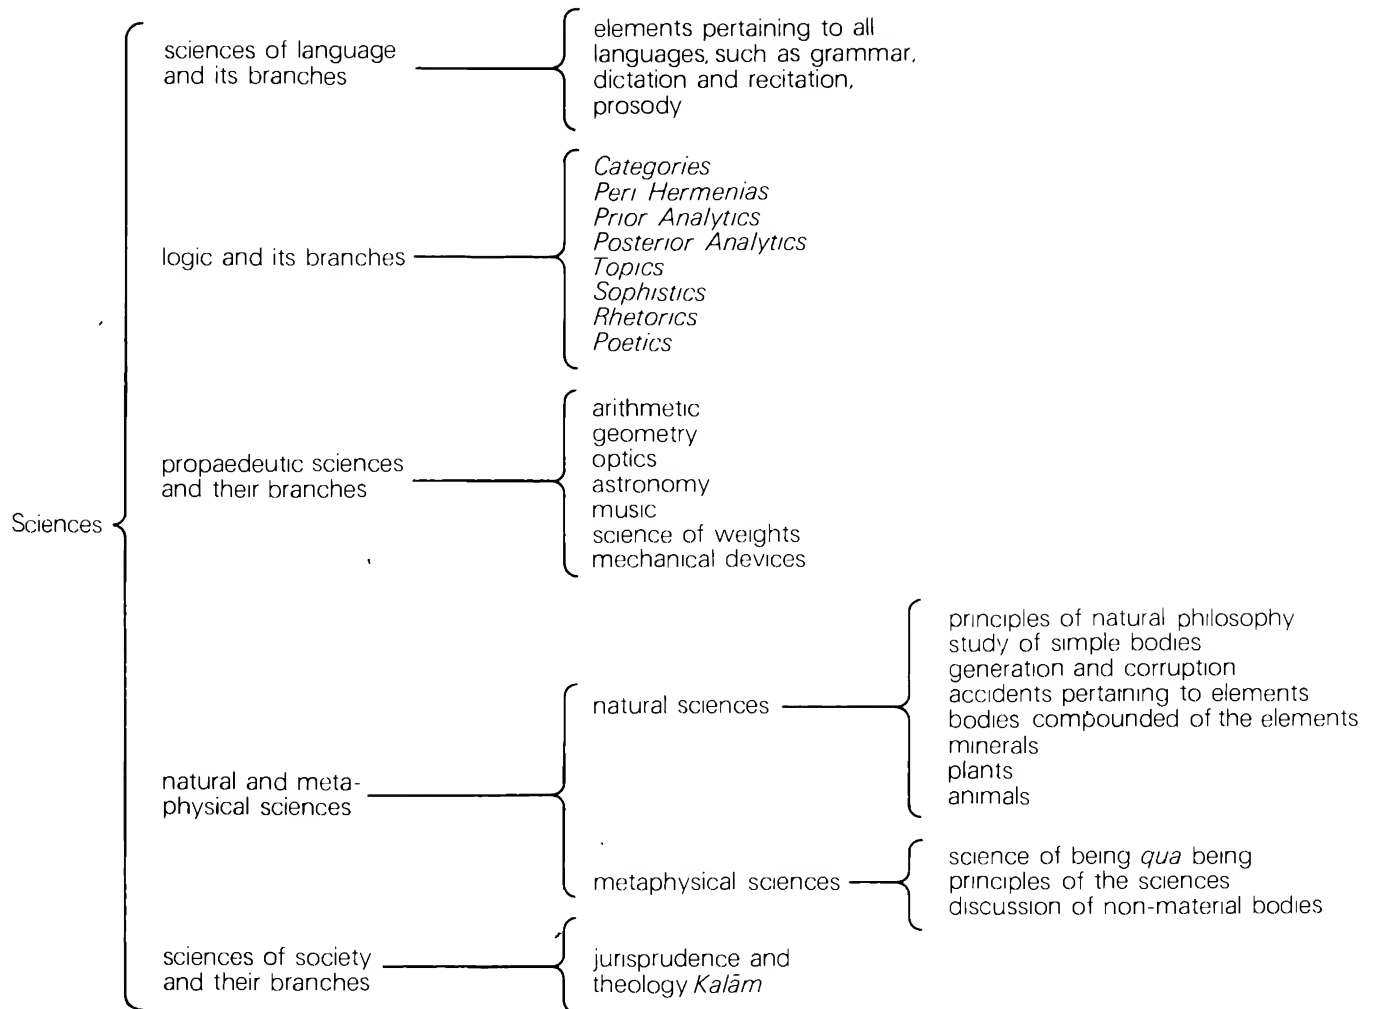 sciences of language
and its branches
elements pertaining to all
languages, such as grammar,
dictation and recitation,
prosody
logic and its branches
Categories
Peri Hermenias
Prior Analytics
Posterior Analytics
Topics
Sophistics
Rhetorics
Poetics
Sciences
propaedeutic sciences
and their branches
arithmetic
geometry
optics
astronomy
music
science of weights
mechanical devices
natural and meta-
physical sciences
natural sciences
principles of natural philosophy
study of simple bodies
generation and corruption
accidents pertaining to elements
bodies compounded of the elements
minerals
plants
animals
metaphysical sciences
science of being qua being
principles of the sciences
discussion of non-material bodies
sciences of society
and their branches
jurisprudence and
theology Kalām